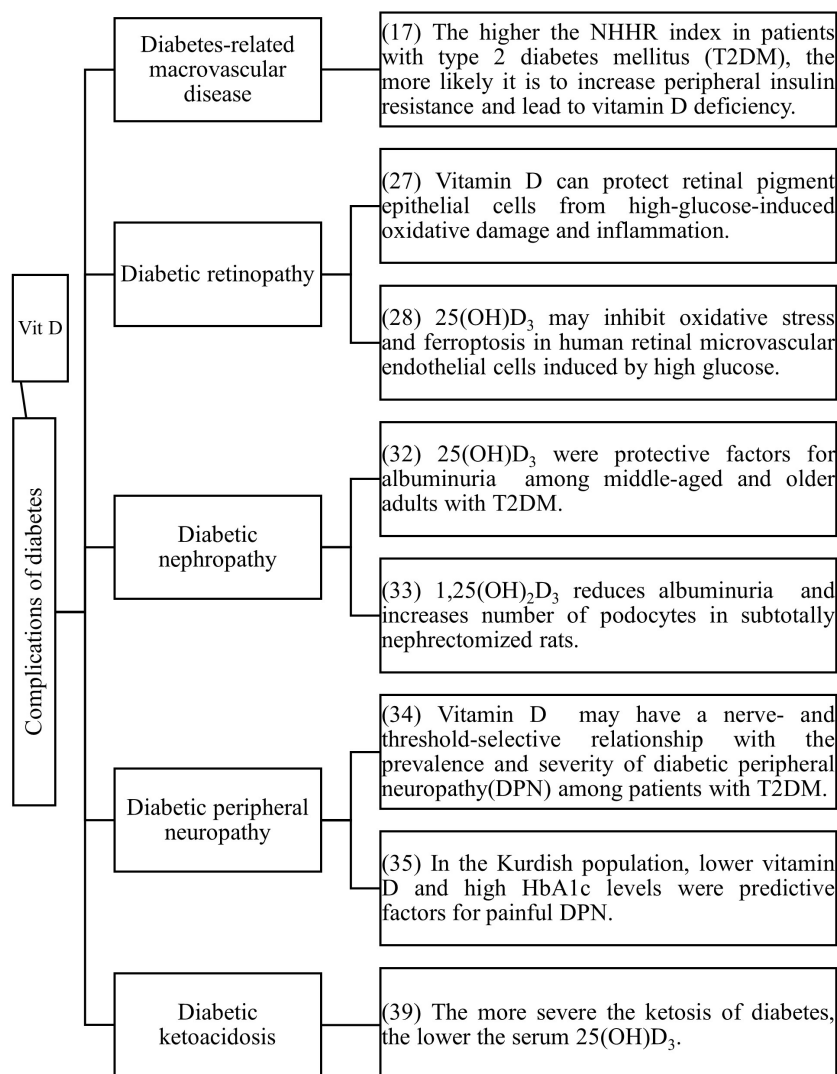 Vit D
Complications of diabetes
Diabetes-related
macrovascular
disease
(17) The higher the NHHR index in patients
with type 2 diabetes mellitus (T2DM), the
more likely it is to increase peripheral insulin
resistance and lead to vitamin D deficiency.
Diabetic retinopathy
(27) Vitamin D can protect retinal pigment
epithelial cells from high-glucose-induced
oxidative damage and inflammation.
(28) 25(OH)D₃ may inhibit oxidative stress
and ferroptosis in human retinal microvascular
endothelial cells induced by high glucose.
Diabetic
nephropathy
(32) 25(OH)D₃ were protective factors for
albuminuria among middle-aged and older
adults with T2DM.
(33) 1,25(OH)₂D₃ reduces albuminuria and
increases number of podocytes in subtotally
nephrectomized rats.
Diabetic peripheral
neuropathy
(34) Vitamin D may have a nerve- and
threshold-selective relationship with the
prevalence and severity of diabetic peripheral
neuropathy(DPN) among patients with T2DM.
(35) In the Kurdish population, lower vitamin
D and high HbA1c levels were predictive
factors for painful DPN.
Diabetic
ketoacidosis
(39) The more severe the ketosis of diabetes,
the lower the serum 25(OH)D₃.